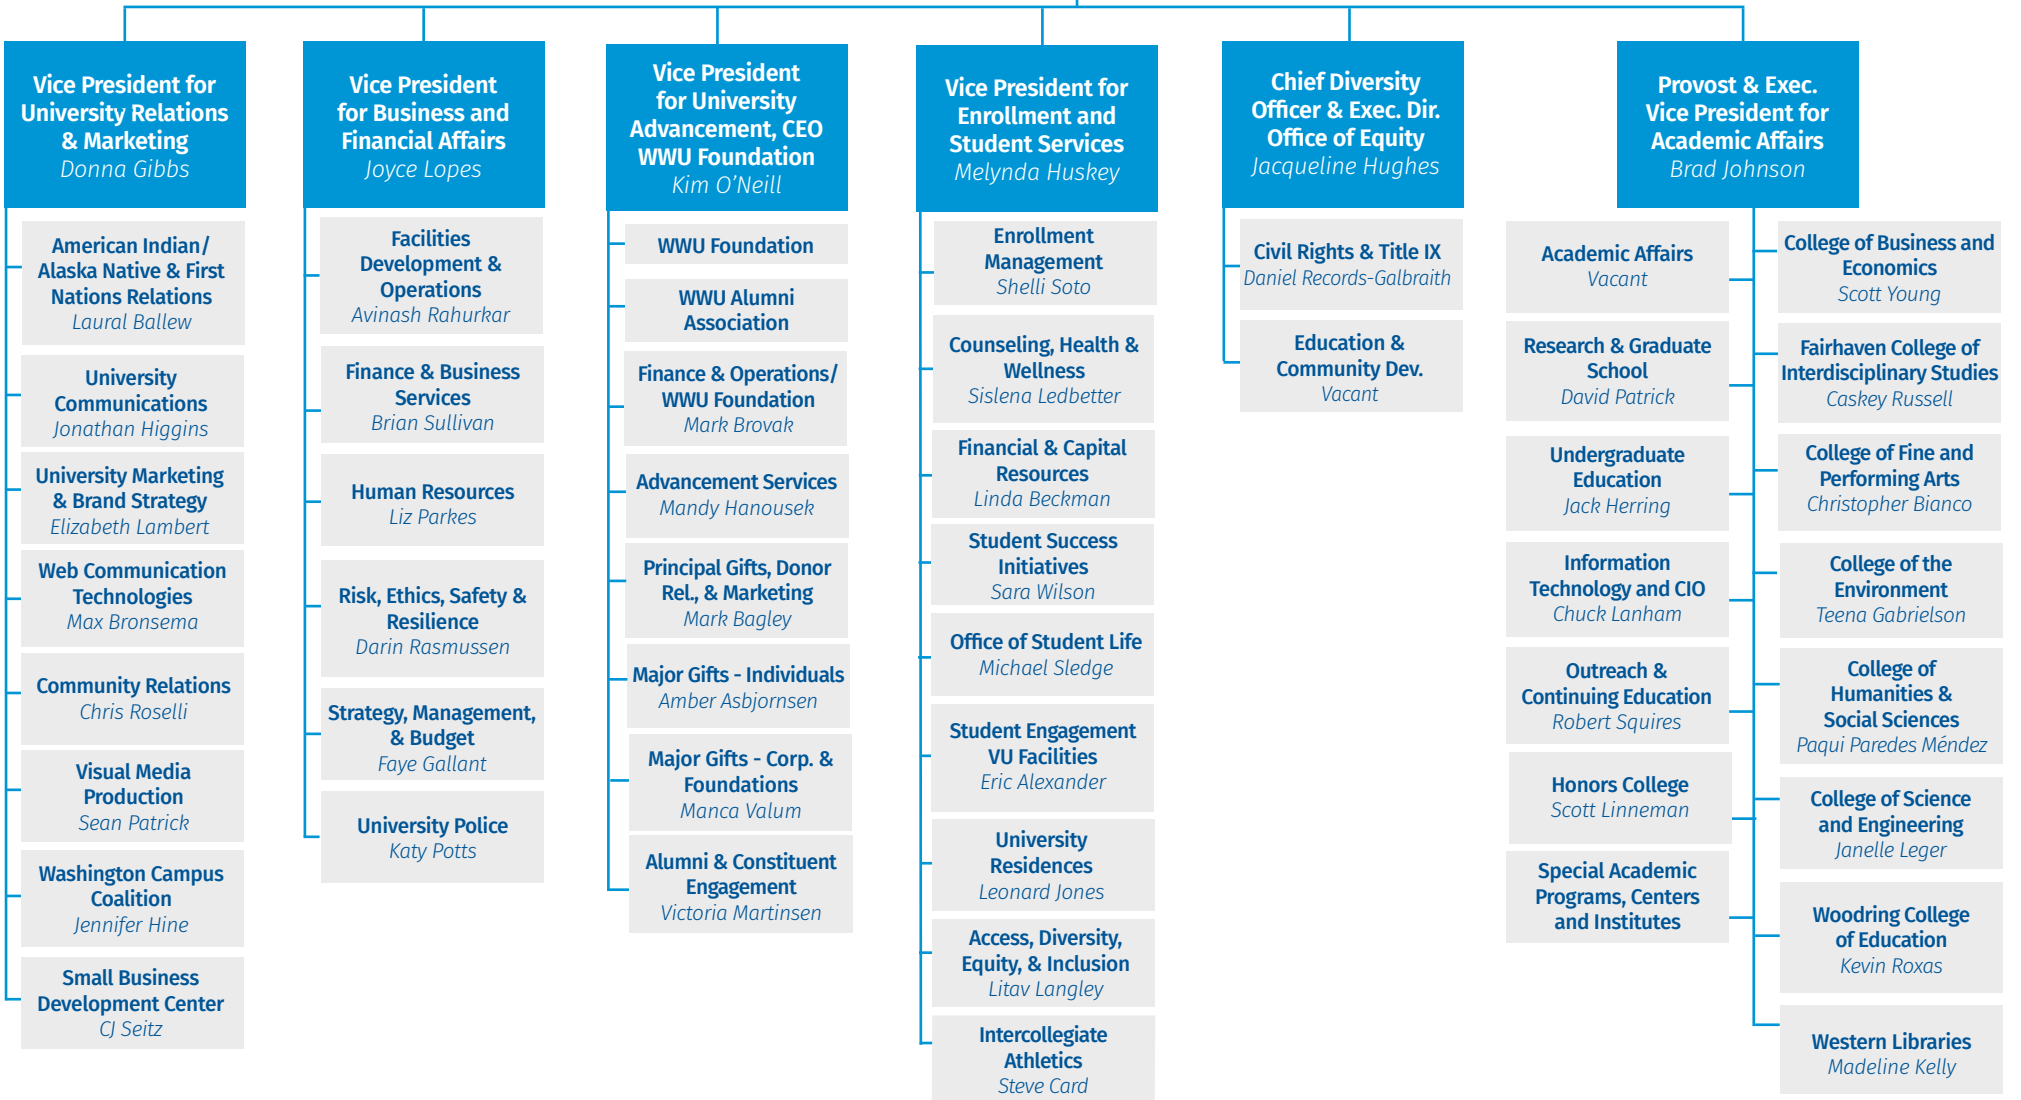 Vice President for
University Relations
& Marketing
Donna Gibbs
American Indian/
Alaska Native & First
Nations Relations
Laural Ballew
University
Communications
Jonathan Higgins
University Marketing
& Brand Strategy
Elizabeth Lambert
Web Communication
Technologies
Max Bronsema
Community Relations
Chris Roselli
Visual Media
Production
Sean Patrick
Washington Campus
Coalition
Jennifer Hine
Small Business
Development Center
CJ Seitz
Vice President
for Business and
Financial Affairs
Joyce Lopes
Facilities
Development &
Operations
Avinash Rahurkar
Finance & Business
Services
Brian Sullivan
Human Resources
Liz Parkes
Risk, Ethics, Safety &
Resilience
Darin Rasmussen
Strategy, Management,
& Budget
Faye Gallant
University Police
Katy Potts
Vice President
for University
Advancement, CEO
WWU Foundation
Kim O’Neill
WWU Foundation
WWU Alumni
Association
Finance & Operations/
WWU Foundation
Mark Brovak
Advancement Services
Mandy Hanousek
Principal Gifts, Donor
Rel., & Marketing
Mark Bagley
Major Gifts - Individuals
Amber Asbjornsen
Major Gifts - Corp. &
Foundations
Manca Valum
Alumni & Constituent
Engagement
Victoria Martinsen
Vice President for
Enrollment and
Student Services
Melynda Huskey
Enrollment
Management
Shelli Soto
Counseling, Health &
Wellness
Sislena Ledbetter
Financial & Capital
Resources
Linda Beckman
Student Success
Initiatives
Sara Wilson
Office of Student Life
Michael Sledge
Student Engagement
VU Facilities
Eric Alexander
University
Residences
Leonard Jones
Access, Diversity,
Equity, & Inclusion
Litav Langley
Intercollegiate
Athletics
Steve Card
Chief Diversity
Officer & Exec. Dir.
Office of Equity
Jacqueline Hughes
Civil Rights & Title IX
Daniel Records-Galbraith
Education &
Community Dev.
Vacant
Provost & Exec.
Vice President for
Academic Affairs
Brad Johnson
Academic Affairs
Vacant
Research & Graduate
School
David Patrick
Undergraduate
Education
Jack Herring
Information
Technology and CIO
Chuck Lanham
Outreach &
Continuing Education
Robert Squires
Honors College
Scott Linneman
Special Academic
Programs, Centers
and Institutes
College of Business and
Economics
Scott Young
Fairhaven College of
Interdisciplinary Studies
Caskey Russell
College of Fine and
Performing Arts
Christopher Bianco
College of the
Environment
Teena Gabrielson
College of
Humanities &
Social Sciences
Paqui Paredes Méndez
College of Science
and Engineering
Janelle Leger
Woodring College
of Education
Kevin Roxas
Western Libraries
Madeline Kelly